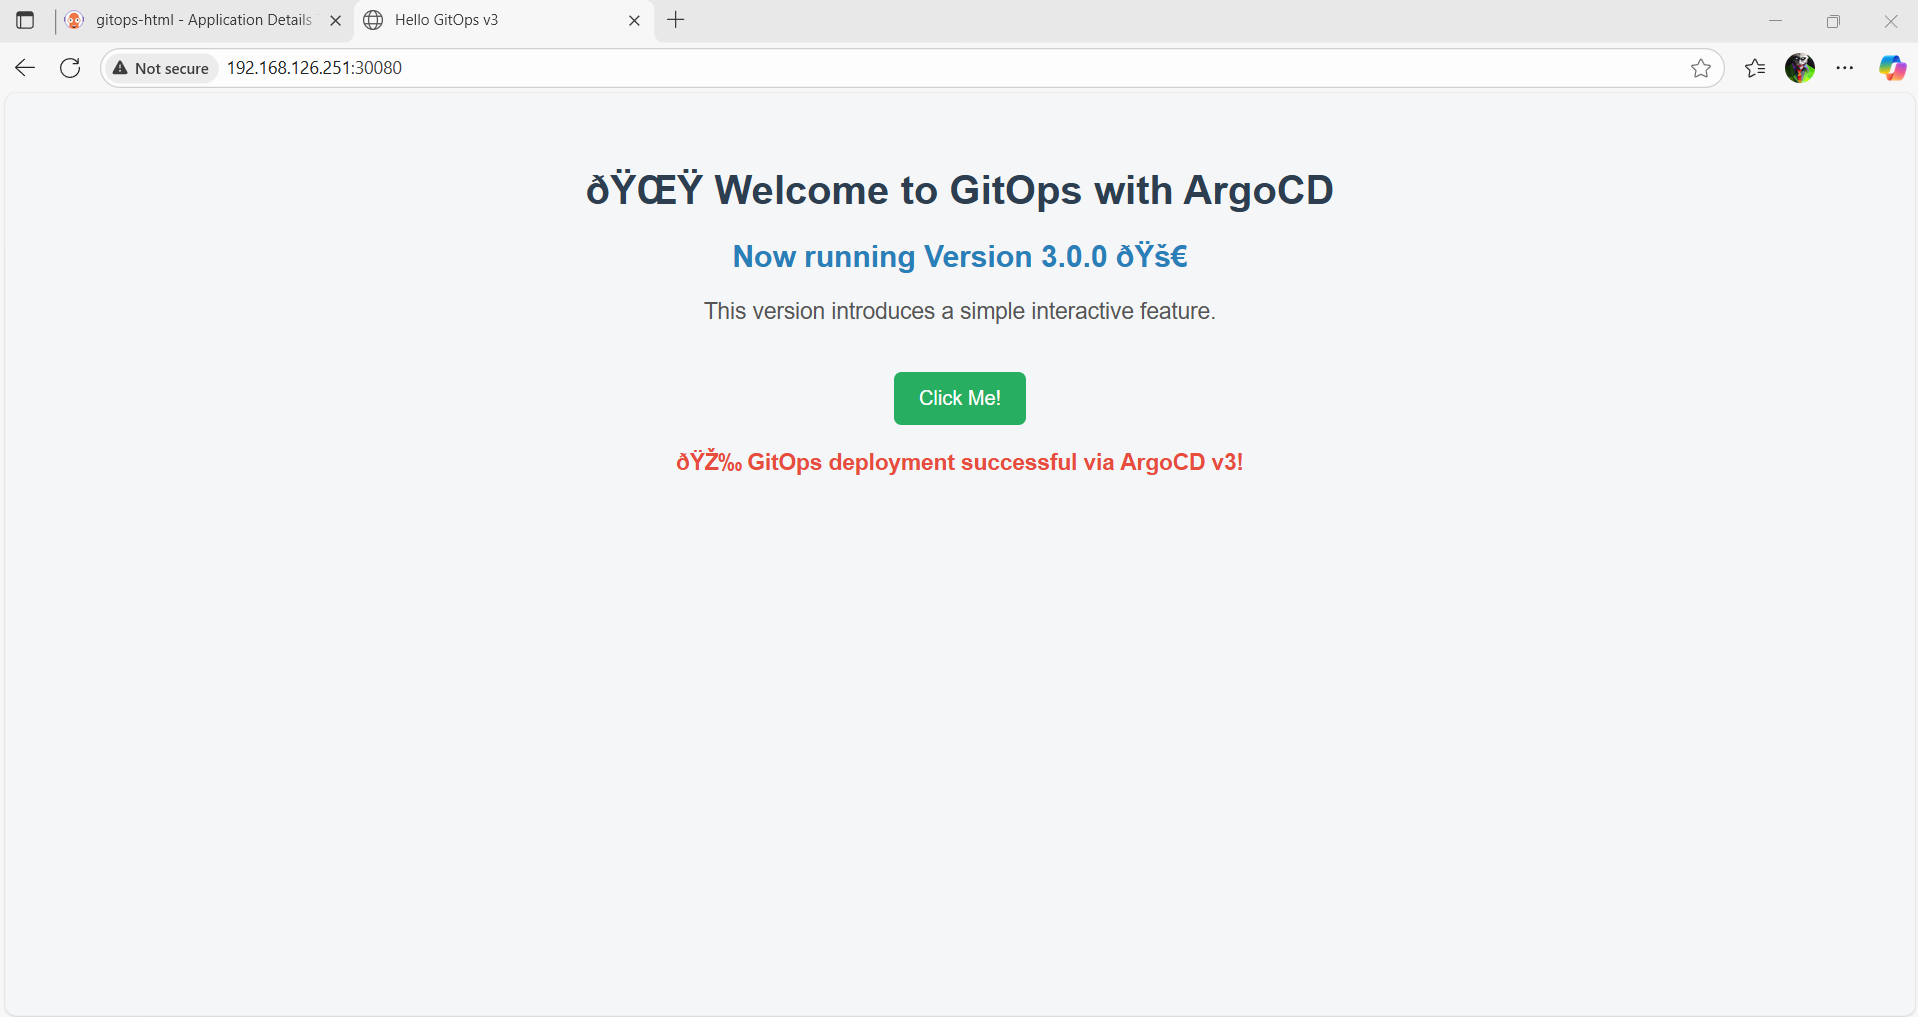 gitops-html - Application Details
Hello GitOps v3
Not secure
192.168.126.251:30080
ðŸŒŸ Welcome to GitOps with ArgoCD
Now running Version 3.0.0 ðŸš€
This version introduces a simple interactive feature.
Click Me!
ðŸŽ‰ GitOps deployment successful via ArgoCD v3!